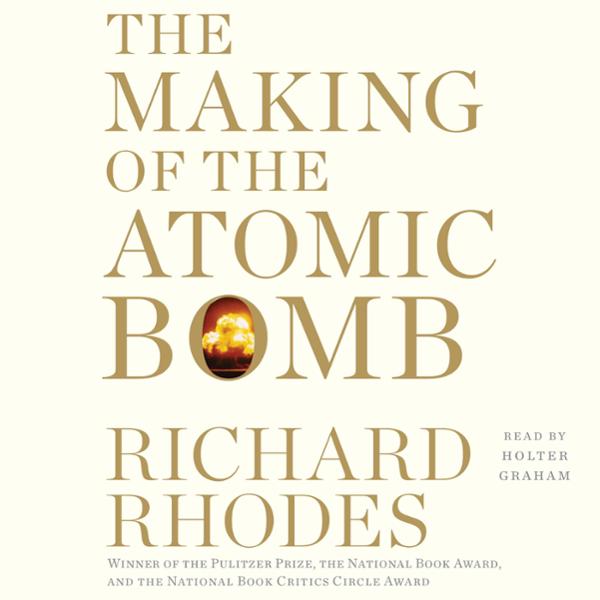 THE
MAKING
OF THE
ATOMIC
BOMB
RICHARD
RHODES
READ BY
HOLTER
GRAHAM
WINNER OF THE PULITZER PRIZE, THE NATIONAL BOOK AWARD,
AND THE NATIONAL BOOK CRITICS CIRCLE AWARD